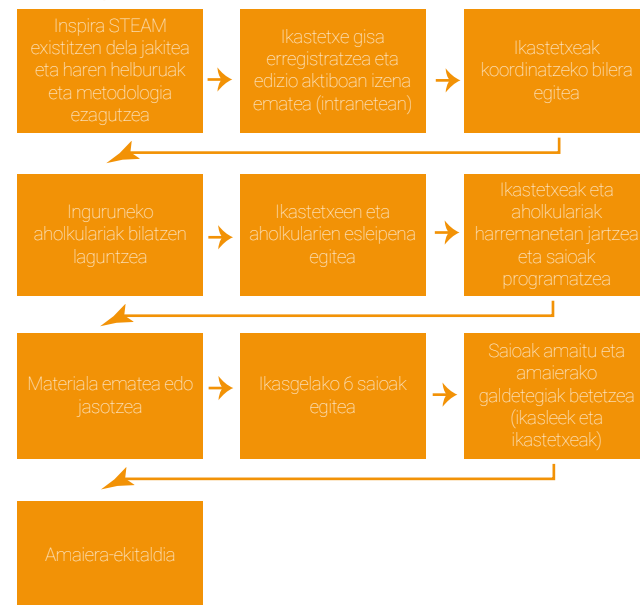 Inspira STEAM
existitzen dela jakitea
eta haren helburuak
eta metodologia
ezagutzea
Ikastetxe gisa
erregistratzea eta
edizio aktiboan izena
ematea (intranetean)
Ikastetxeak
koordinatzeko bilera
egitea
Inguruneko
aholkulariak bilatzen
laguntzea
Ikastetxeen eta
aholkularien esleipena
egitea
Ikastetxeak eta
aholkulariak
harremanetan jartzea
eta saioak
programatzea
Materiala ematea edo
jasotzea
Ikasgelako 6 saioak
egitea
Saioak amaitu eta
amaierako
galdetegiak betetzea
(ikasleek eta
ikastetxeak)
Amaiera-ekitaldia